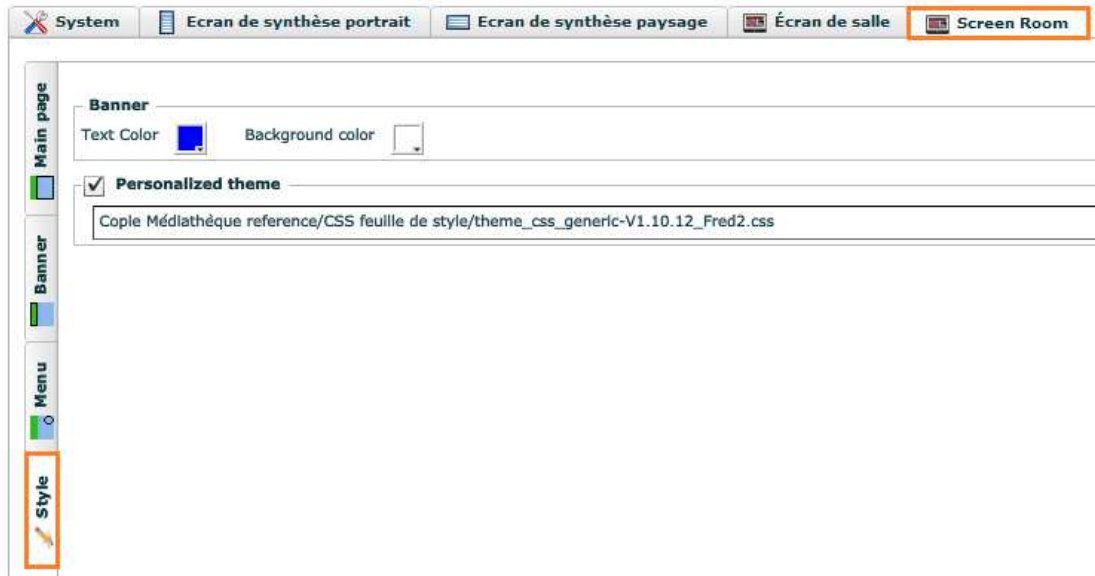 System Ecran de synthèse portrait Ecran de synthèse paysage Écran de salle Screen Room
Main page
Banner
Menu
Style
Banner
Text Color Background color
Personalized theme
Copie Médiathèque reference/CSS feuille de style/theme_css_generic-V1.10.12_Fred2.css